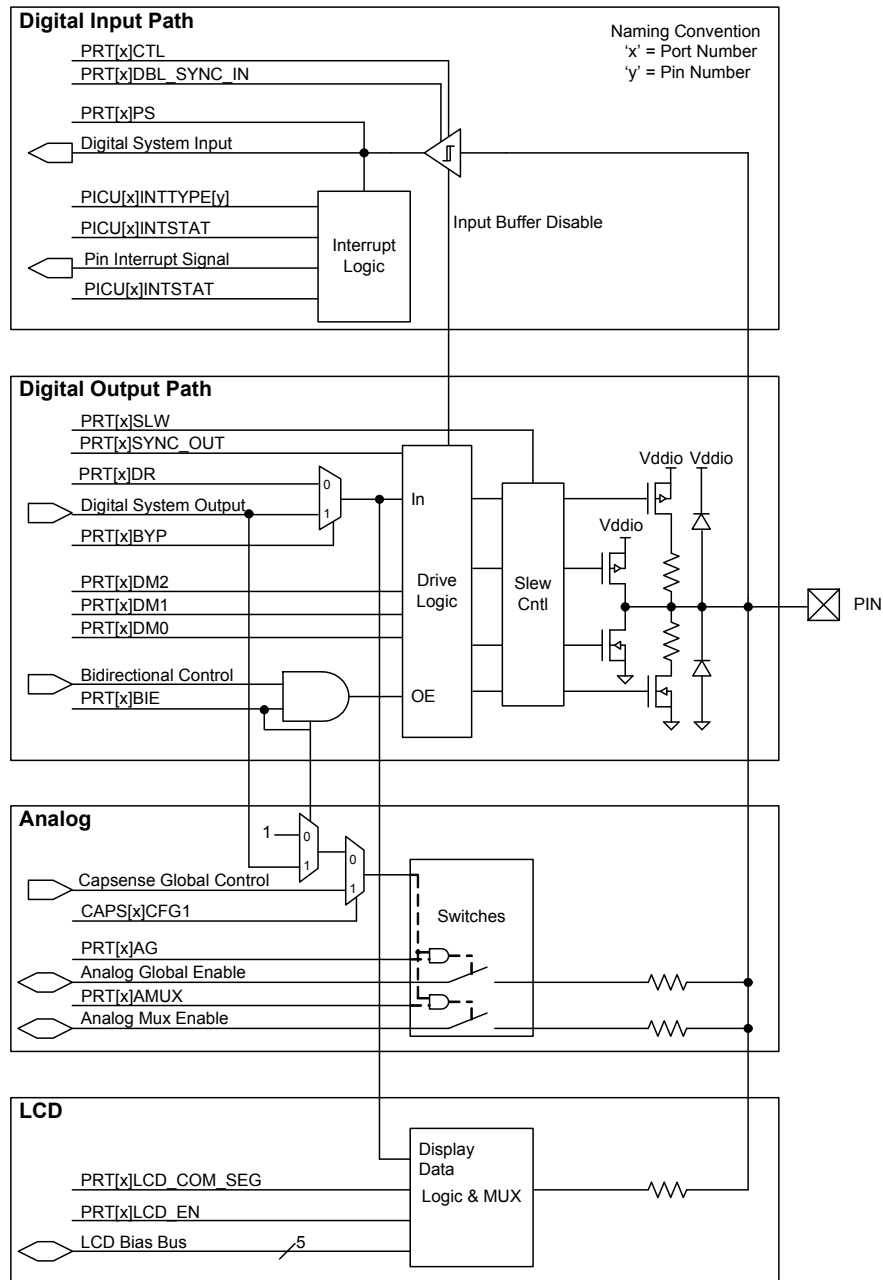 Digital Input Path
Naming Convention
'x' = Port Number
'y' = Pin Number
PRT[x]CTL
PRT[x]DBL_SYNC_IN
PRT[x]PS
Digital System Input
PICU[x]INTTYPE[y]
PICU[x]INTSTAT
Pin Interrupt Signal
PICU[x]INTSTAT
Interrupt
Logic
Input Buffer Disable
Digital Output Path
PRT[x]SLW
PRT[x]SYNC_OUT
PRT[x]DR
Digital System Output
PRT[x]BYP
0
1
In
Vddio Vddio
Vddio
PRT[x]DM2
PRT[x]DM1
PRT[x]DM0
Drive
Logic
Slew
Cntl
PIN
Bidirectional Control
PRT[x]BIE
OE
Analog
1
0
1
0
1
Capsense Global Control
CAPS[x]CFG1
Switches
PRT[x]AG
Analog Global Enable
PRT[x]AMUX
Analog Mux Enable
LCD
Display
Data
Logic & MUX
PRT[x]LCD_COM_SEG
PRT[x]LCD_EN
LCD Bias Bus
5